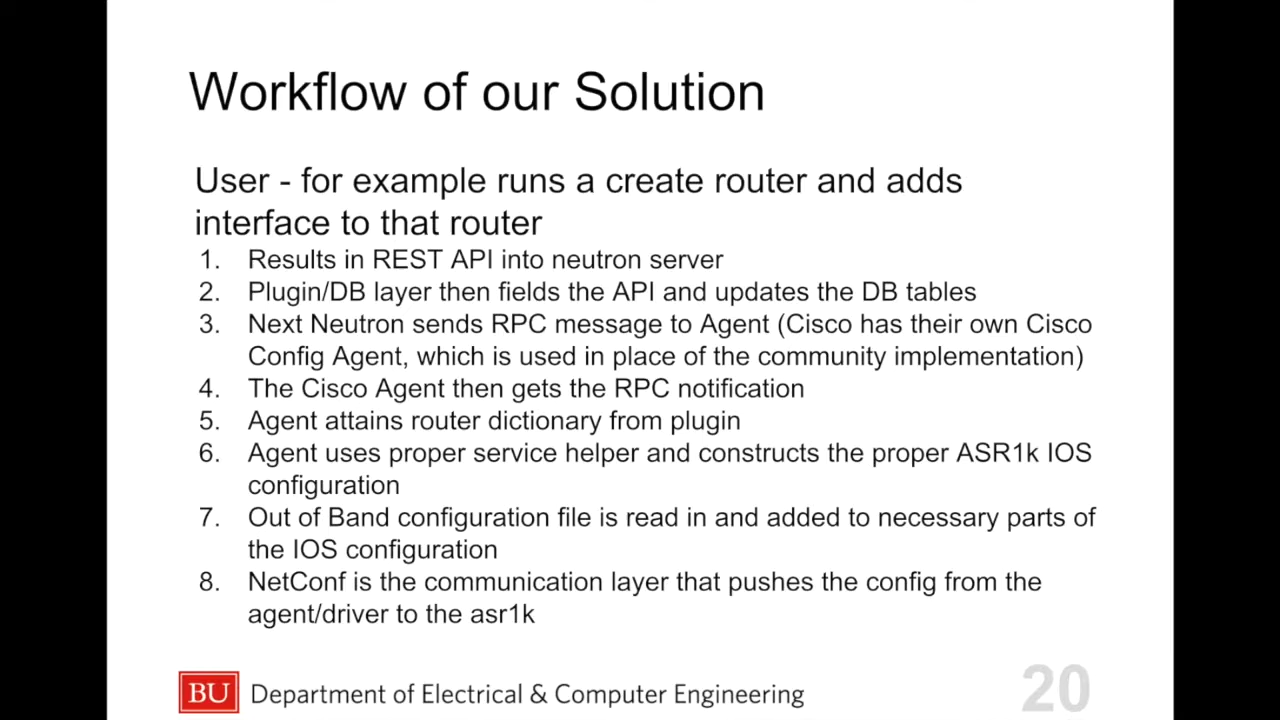 Workflow of our Solution
User - for example runs a create router and adds
interface to that router
1. Results in REST API into neutron server
2. Plugin/DB layer then fields the API and updates the DB tables
3. Next Neutron sends RPC message to Agent (Cisco has their own Cisco
Config Agent, which is used in place of the community implementation)
4. The Cisco Agent then gets the RPC notification
5. Agent attains router dictionary from plugin
6. Agent uses proper service helper and constructs the proper ASR1k IOS
configuration
7. Out of Band configuration file is read in and added to necessary parts of
the IOS configuration
8. NetConf is the communication layer that pushes the config from the
agent/driver to the asr1k
BU Department of Electrical & Computer Engineering
20